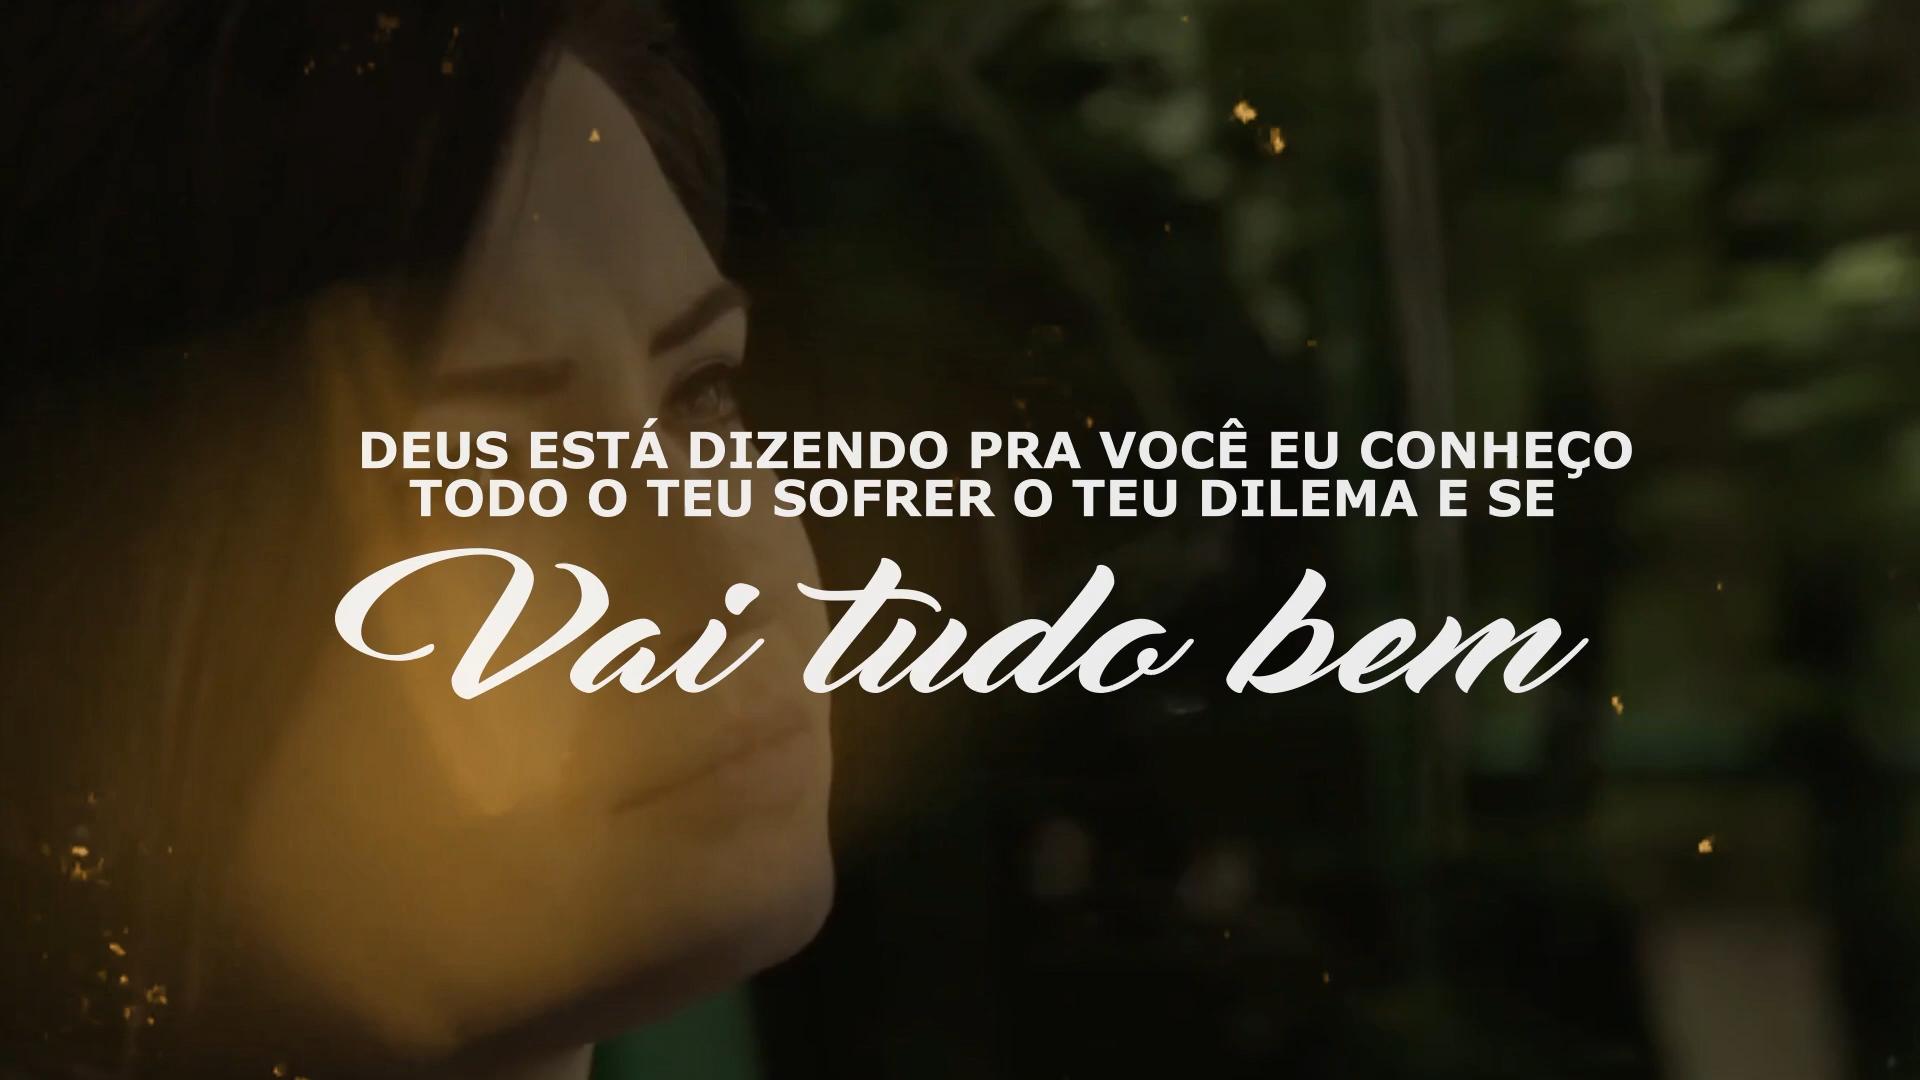 DEUS ESTÁ DIZENDO PRA VOCÊ EU CONHEÇO
TODO O TEU SOFRER O TEU DILEMA E SE
Vai tudo bem